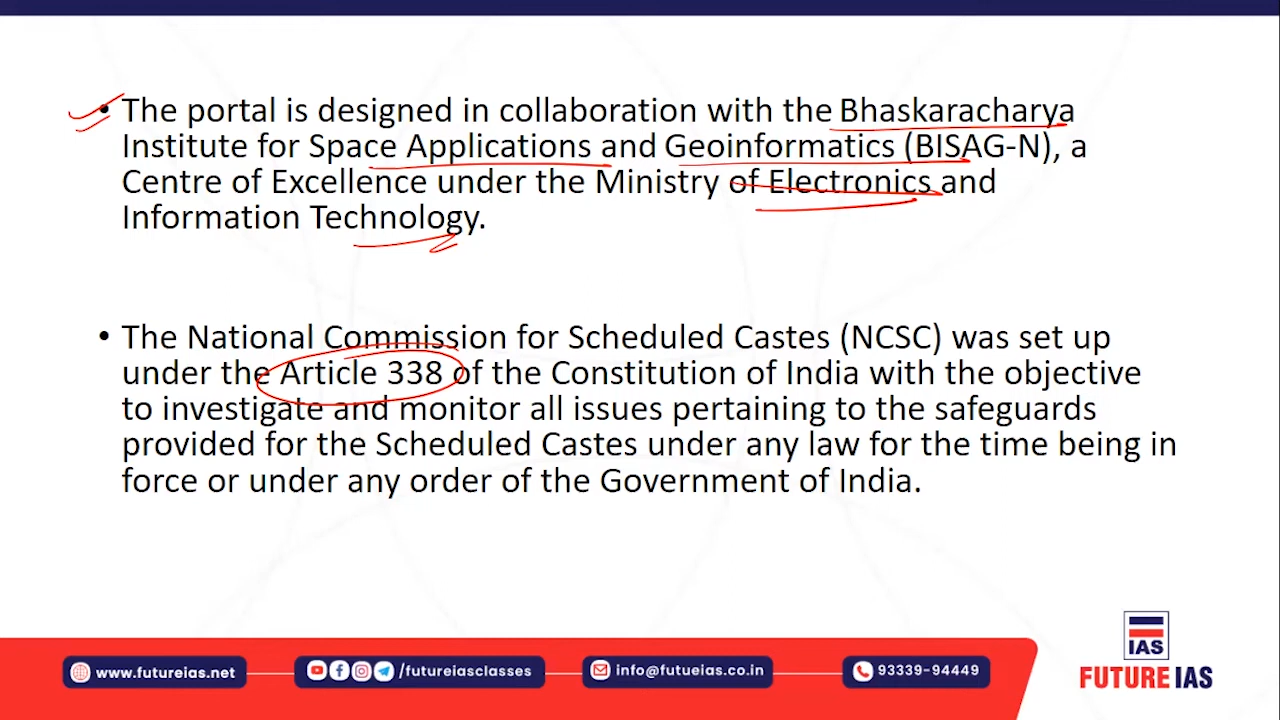 • The portal is designed in collaboration with the Bhaskaracharya
Institute for Space Applications and Geoinformatics (BISAG-N), a
Centre of Excellence under the Ministry of Electronics and
Information Technology.
• The National Commission for Scheduled Castes (NCSC) was set up
under the Article 338 of the Constitution of India with the objective
to investigate and monitor all issues pertaining to the safeguards
provided for the Scheduled Castes under any law for the time being in
force or under any order of the Government of India.
www.futureias.net
/futureiasclasses
info@futueias.co.in
93339-94449
IAS
FUTURE IAS